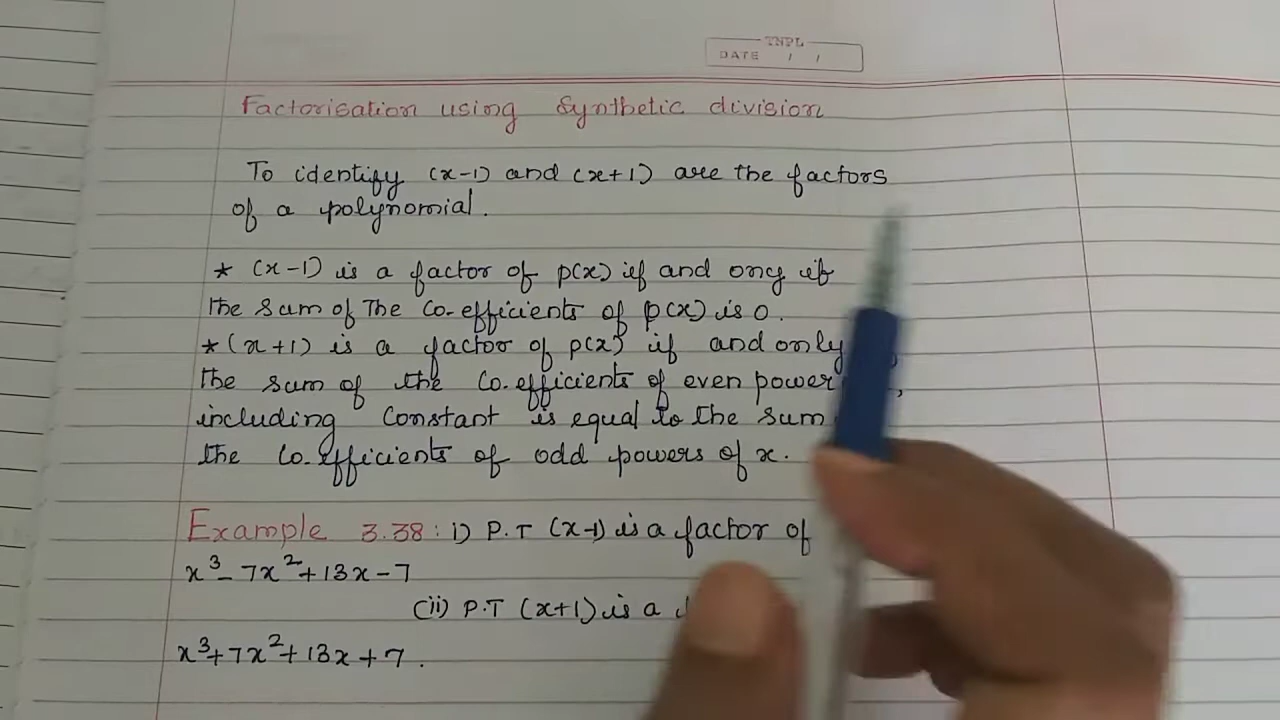 TNPL
DATE / /
Factorisation using Synthetic division
To identify (x-1) and (x+1) are the factors
of a polynomial.
* (x-1) is a factor of p(x) if and ony if
the sum of The Co-efficients of p(x) is 0.
* (x+1) is a factor of p(x) if and only
the sum of the Co.efficients of even power ,
including Constant is equal to the sum
the Co.efficients of odd powers of x.
Example 3.38: i) P.T (x-1) is a factor of
x³-7x²+13x-7
(ii) P.T (x+1) is a
x³+7x²+13x+7.